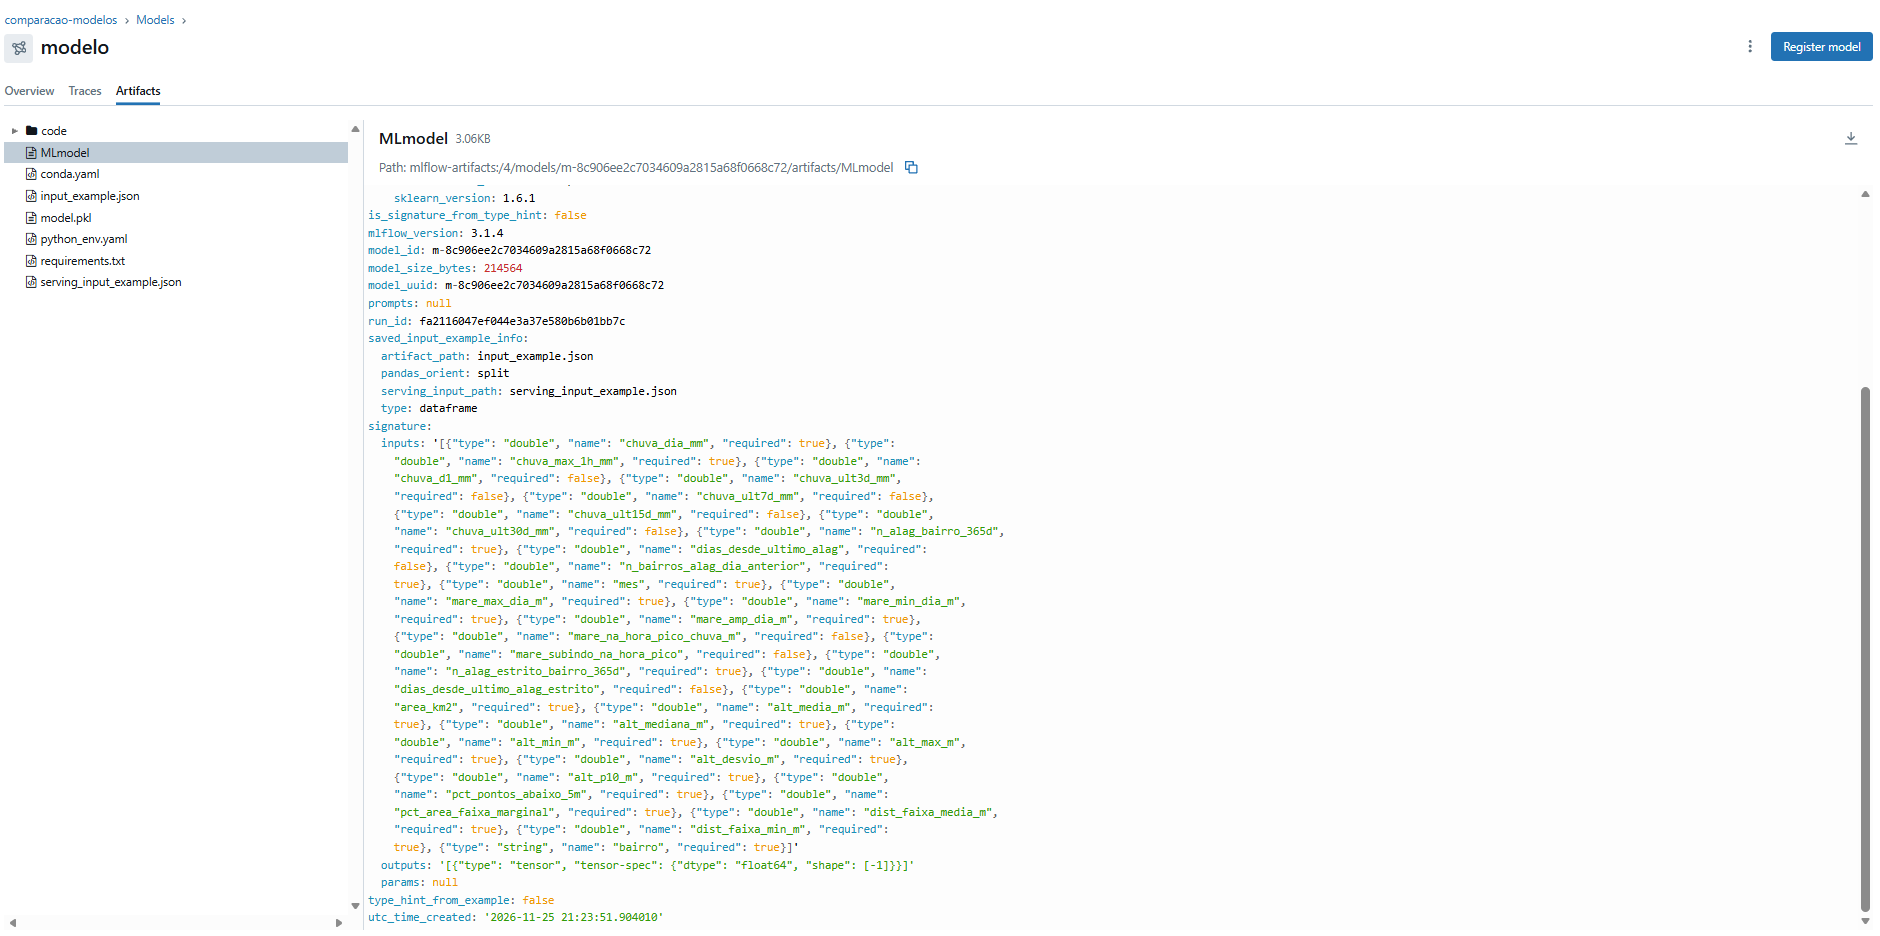 comparacao-modelos › Models ›
modelo
Register model
Overview Traces Artifacts
code
MLmodel
conda.yaml
input_example.json
model.pkl
python_env.yaml
requirements.txt
serving_input_example.json
MLmodel 3.06KB
Path: mlflow-artifacts:/4/models/m-8c906ee2c7034609a2815a68f0668c72/artifacts/MLmodel
sklearn_version: 1.6.1
is_signature_from_type_hint: false
mlflow_version: 3.1.4
model_id: m-8c906ee2c7034609a2815a68f0668c72
model_size_bytes: 214564
model_uuid: m-8c906ee2c7034609a2815a68f0668c72
prompts: null
run_id: fa2116047ef044e3a37e580b6b01bb7c
saved_input_example_info:
artifact_path: input_example.json
pandas_orient: split
serving_input_path: serving_input_example.json
type: dataframe
signature:
inputs: '[{"type": "double", "name": "chuva_dia_mm", "required": true}, {"type":
"double", "name": "chuva_max_1h_mm", "required": true}, {"type": "double", "name":
"chuva_d1_mm", "required": false}, {"type": "double", "name": "chuva_ult3d_mm",
"required": false}, {"type": "double", "name": "chuva_ult7d_mm", "required": false},
{"type": "double", "name": "chuva_ult15d_mm", "required": false}, {"type": "double",
"name": "chuva_ult30d_mm", "required": false}, {"type": "double", "name": "n_alag_bairro_365d",
"required": true}, {"type": "double", "name": "dias_desde_ultimo_alag", "required":
false}, {"type": "double", "name": "n_bairros_alag_dia_anterior", "required":
true}, {"type": "double", "name": "mes", "required": true}, {"type": "double",
"name": "mare_max_dia_m", "required": true}, {"type": "double", "name": "mare_min_dia_m",
"required": true}, {"type": "double", "name": "mare_amp_dia_m", "required": true},
{"type": "double", "name": "mare_na_hora_pico_chuva_m", "required": false}, {"type":
"double", "name": "mare_subindo_na_hora_pico", "required": false}, {"type": "double",
"name": "n_alag_estrito_bairro_365d", "required": true}, {"type": "double", "name":
"dias_desde_ultimo_alag_estrito", "required": false}, {"type": "double", "name":
"area_km2", "required": true}, {"type": "double", "name": "alt_media_m", "required":
true}, {"type": "double", "name": "alt_mediana_m", "required": true}, {"type":
"double", "name": "alt_min_m", "required": true}, {"type": "double", "name": "alt_max_m",
"required": true}, {"type": "double", "name": "alt_desvio_m", "required": true},
{"type": "double", "name": "alt_p10_m", "required": true}, {"type": "double",
"name": "pct_pontos_abaixo_5m", "required": true}, {"type": "double", "name":
"pct_area_faixa_marginal", "required": true}, {"type": "double", "name": "dist_faixa_media_m",
"required": true}, {"type": "double", "name": "dist_faixa_min_m", "required":
true}, {"type": "string", "name": "bairro", "required": true}]'
outputs: '[{"type": "tensor", "tensor-spec": {"dtype": "float64", "shape": [-1]}}]'
params: null
type_hint_from_example: false
utc_time_created: '2026-11-25 21:23:51.904010'